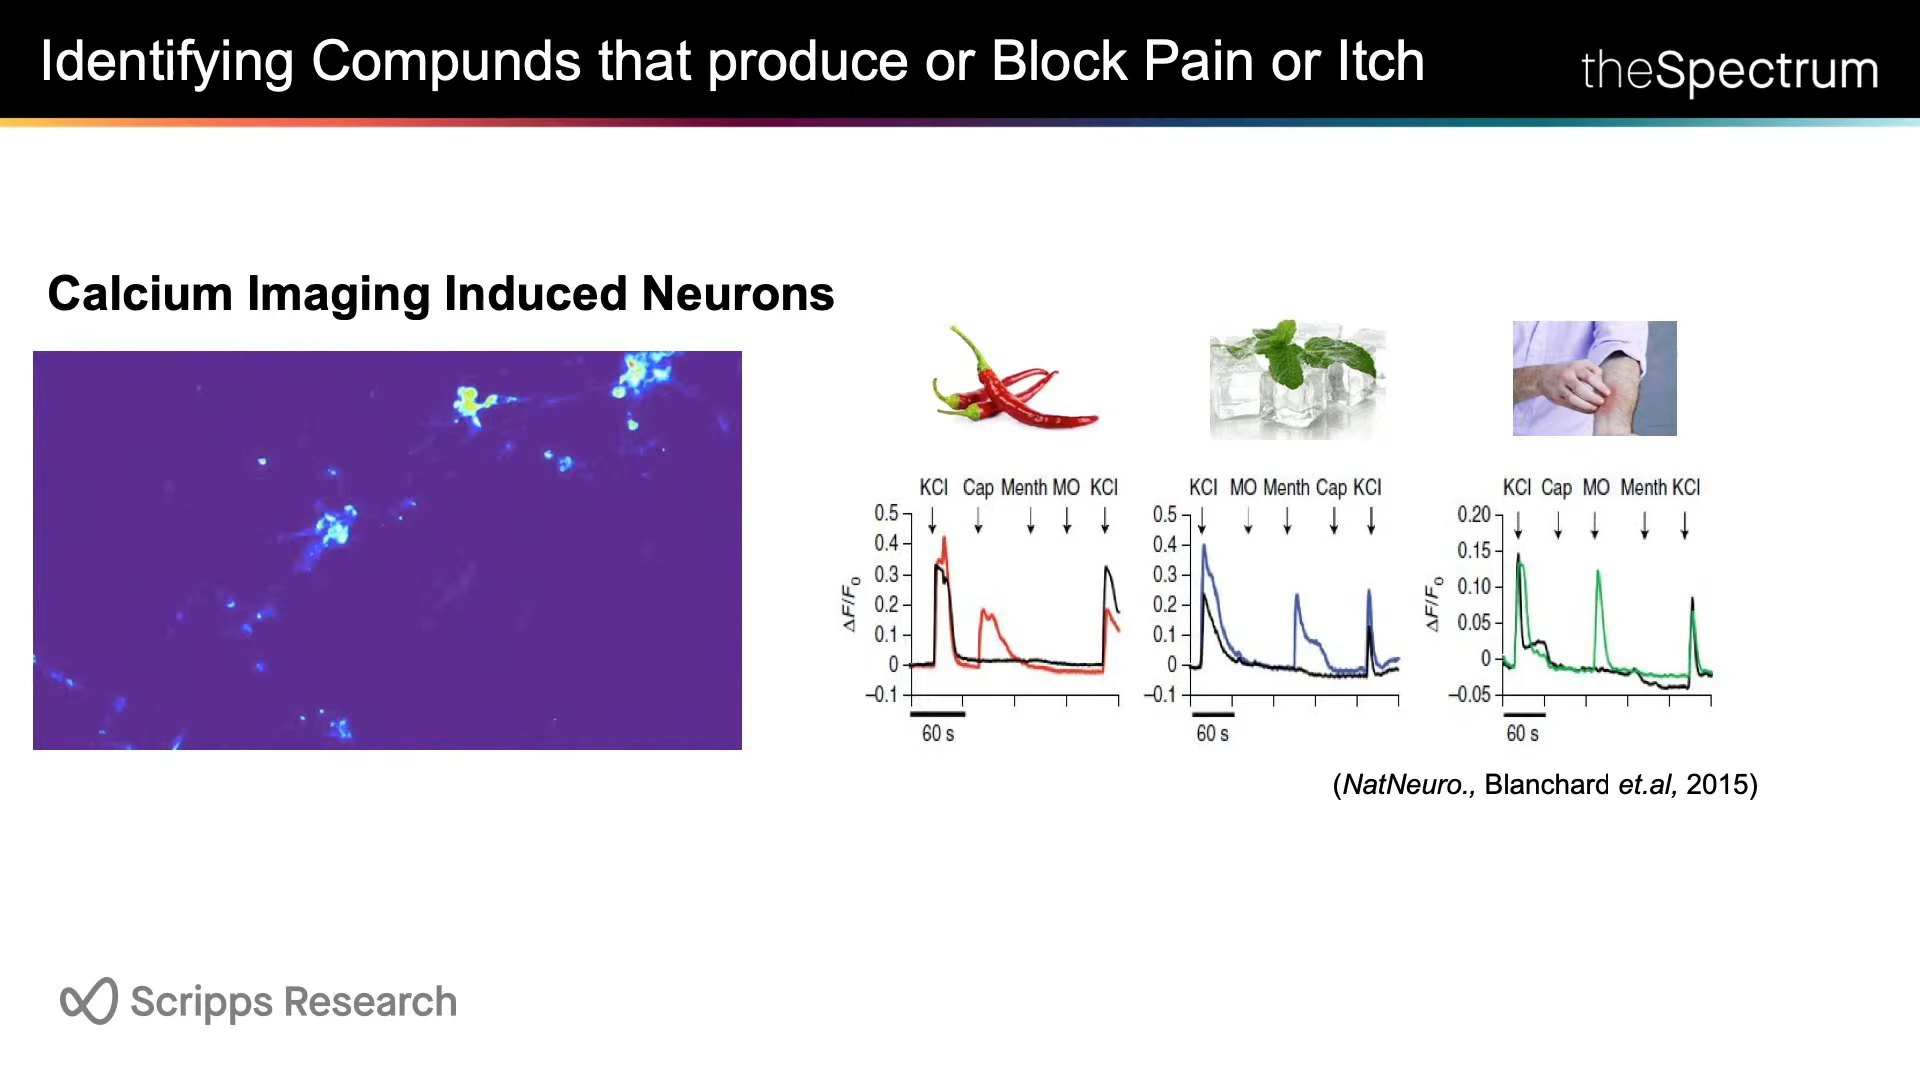 Identifying Compunds that produce or Block Pain or Itch
theSpectrum
Calcium Imaging Induced Neurons
KCl Cap Menth MO KCl
0.5
0.4
0.3
0.2
0.1
0
–0.1
ΔF/F0
60 s
KCl MO Menth Cap KCl
0.5
0.4
0.3
0.2
0.1
0
–0.1
60 s
KCl Cap MO Menth KCl
0.20
0.15
0.10
0.05
0
–0.05
ΔF/F0
60 s
(NatNeuro., Blanchard et.al, 2015)
Scripps Research